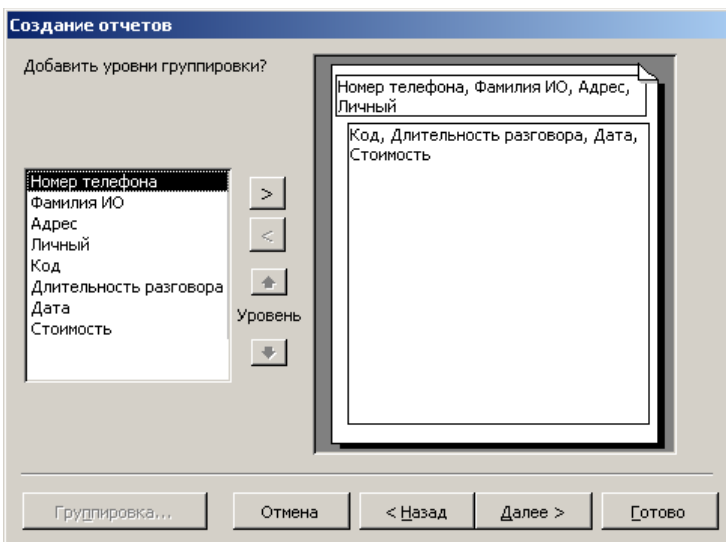 Создание отчетов
Добавить уровни группировки?
Номер телефона
Фамилия ИО
Адрес
Личный
Код
Длительность разговора
Дата
Стоимость
>
<
Уровень
Номер телефона, Фамилия ИО, Адрес,
Личный
Код, Длительность разговора, Дата,
Стоимость
Группировка...
Отмена
< Назад
Далее >
Готово